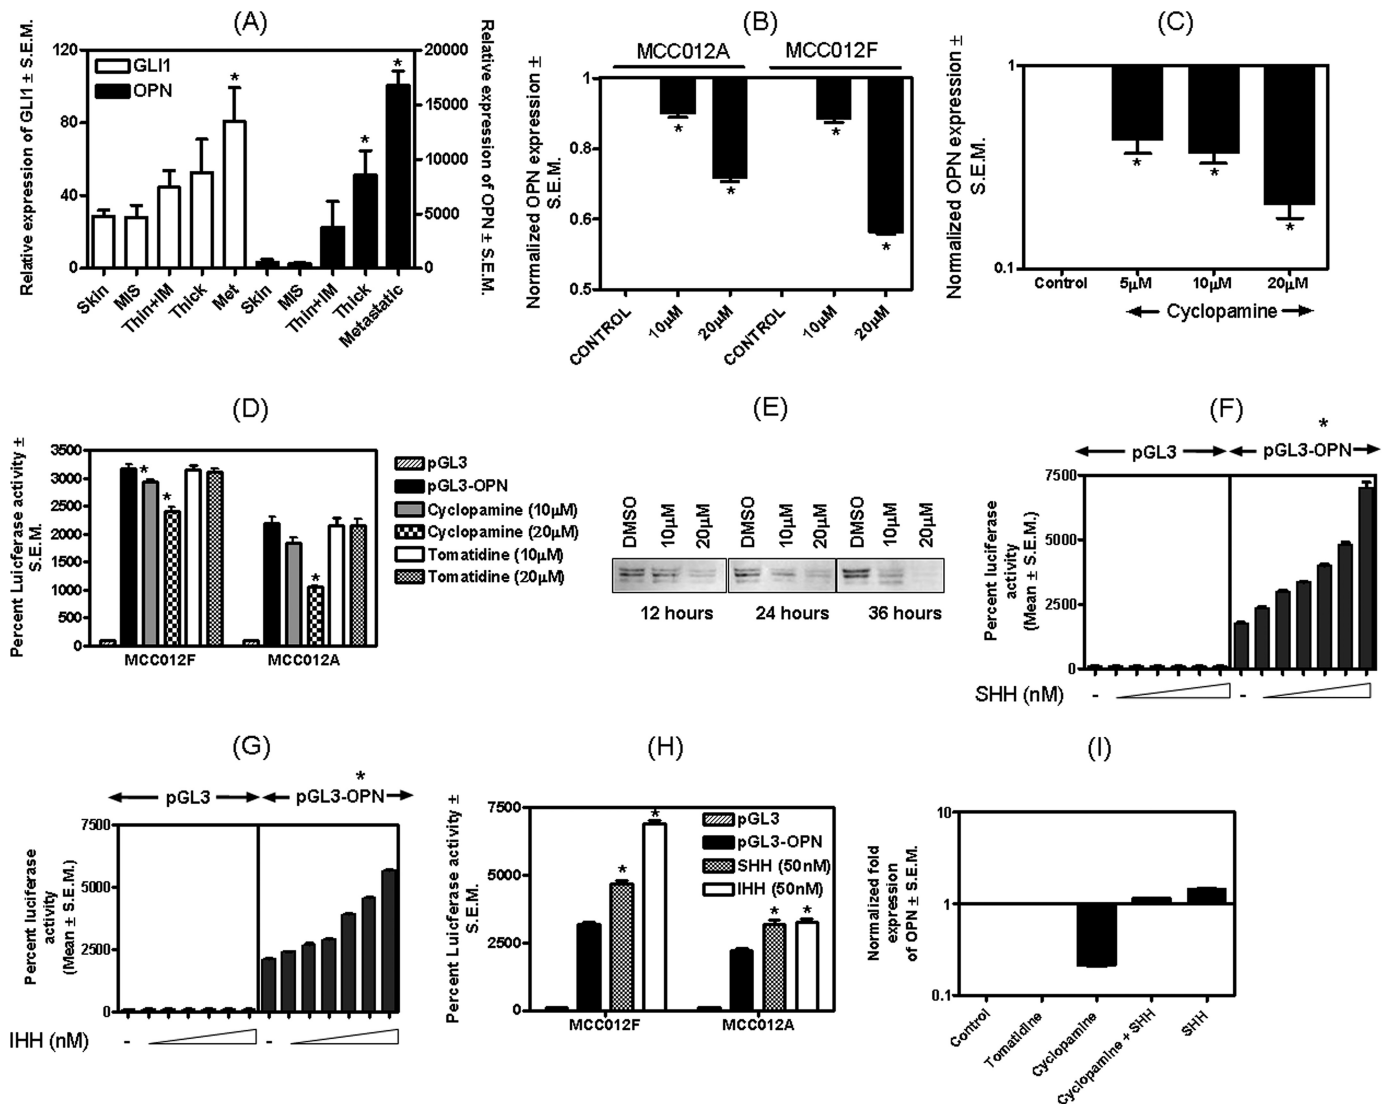 (A)
Relative expression of GLI1 ± S.E.M.
120
80
40
0
GLI1
OPN
*
*
*
20000
15000
10000
5000
0
Relative expression of OPN ± S.E.M.
Skin
MIS
Thin+IM
Thick
Met
Skin
MIS
Thin+IM
Thick
Metastatic
(B)
Normalized OPN expression ±
S.E.M.
MCC012A
MCC012F
1
0.8
0.6
0.5
*
*
*
*
CONTROL
10µM
20µM
CONTROL
10µM
20µM
(C)
Normalized OPN expression ±
S.E.M.
1
0.1
*
*
*
Control
5µM
10µM
20µM
Cyclopamine
(D)
Percent Luiciferase activity ±
S.E.M.
3500
3000
2500
2000
1500
1000
500
0
*
*
*
MCC012F
MCC012A
pGL3
pGL3-OPN
Cyclopamine (10µM)
Cyclopamine (20µM)
Tomatidine (10µM)
Tomatidine (20µM)
(E)
DMSO
10µM
20µM
DMSO
10µM
20µM
DMSO
10µM
20µM
12 hours
24 hours
36 hours
(F)
*
pGL3
pGL3-OPN
Percent luciferase
activity
(Mean ± S.E.M.)
7500
5000
2500
0
SHH (nM)
-
-
(G)
*
pGL3
pGL3-OPN
Percent luciferase
activity
(Mean ± S.E.M.)
7500
5000
2500
0
IHH (nM)
-
-
(H)
Percent Luciferase activity ±
S.E.M.
7500
5000
2500
0
*
*
*
*
pGL3
pGL3-OPN
SHH (50nM)
IHH (50nM)
MCC012F
MCC012A
(I)
Normalized fold
expression
of OPN ± S.E.M.
10
1
0.1
Control
Tomatidine
Cyclopamine
Cyclopamine + SHH
SHH